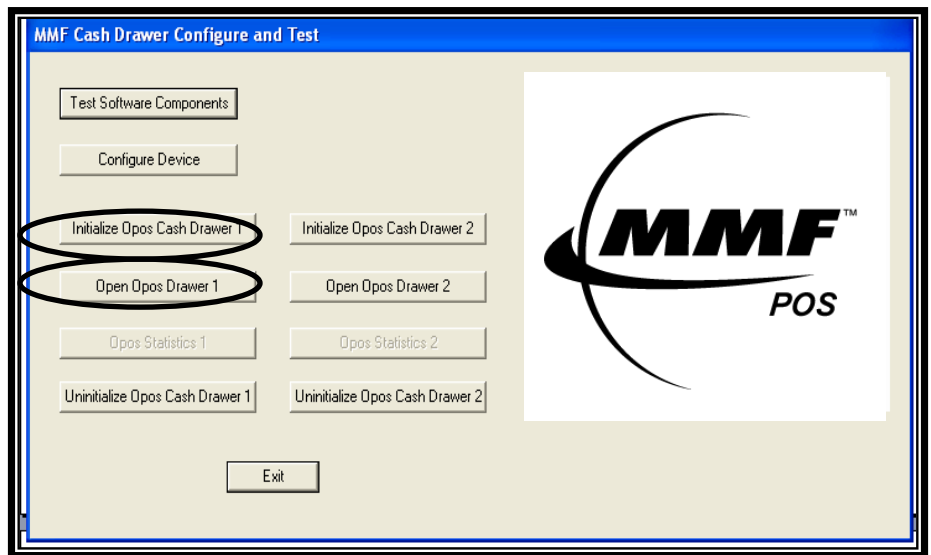 MMF Cash Drawer Configure and Test
Test Software Components
Configure Device
Initialize Opos Cash Drawer 1 Initialize Opos Cash Drawer 2
Open Opos Drawer 1 Open Opos Drawer 2
Opos Statistics 1 Opos Statistics 2
Uninitialize Opos Cash Drawer 1 Uninitialize Opos Cash Drawer 2
Exit
MMF™
POS